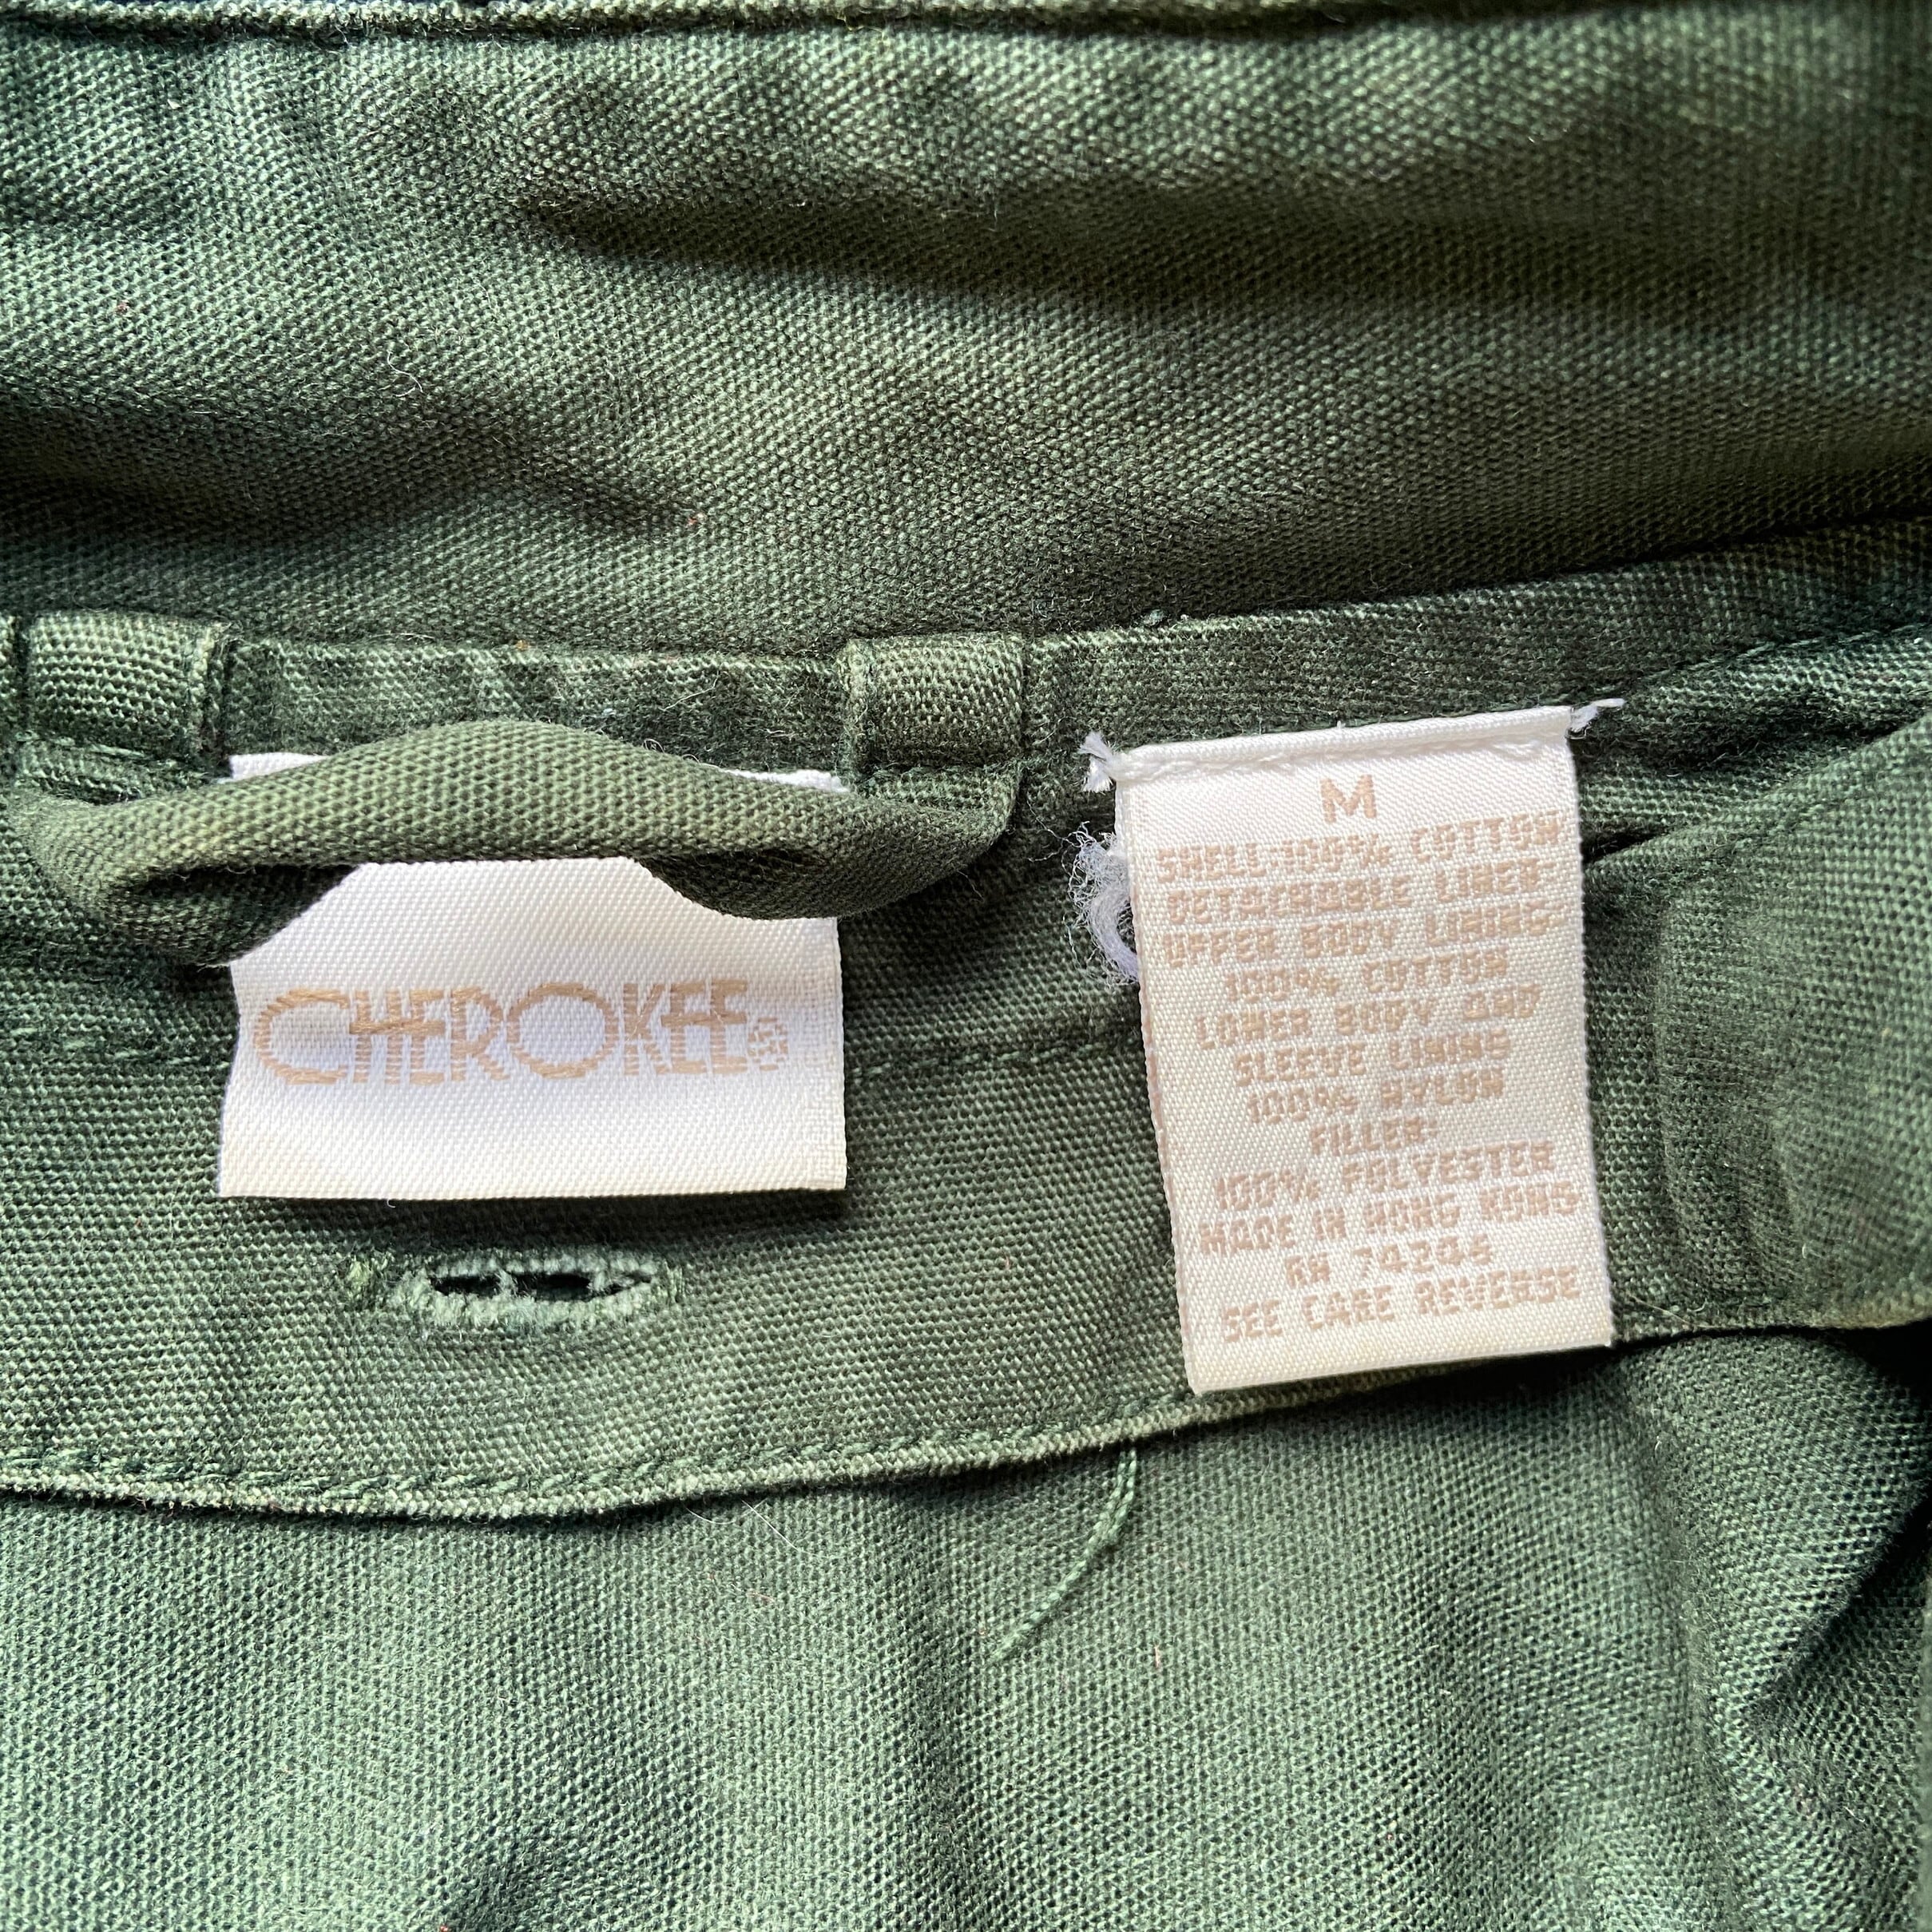 CHEROKEE
M
SHELL:100% COTTON
DETACHABLE LINER
UPPER BODY LINING
100% COTTON
LOWER BODY AND
SLEEVE LINING
100% NYLON
FILLER:
100% POLYESTER
MADE IN HONG KONG
RN 74204
SEE CARE REVERSE